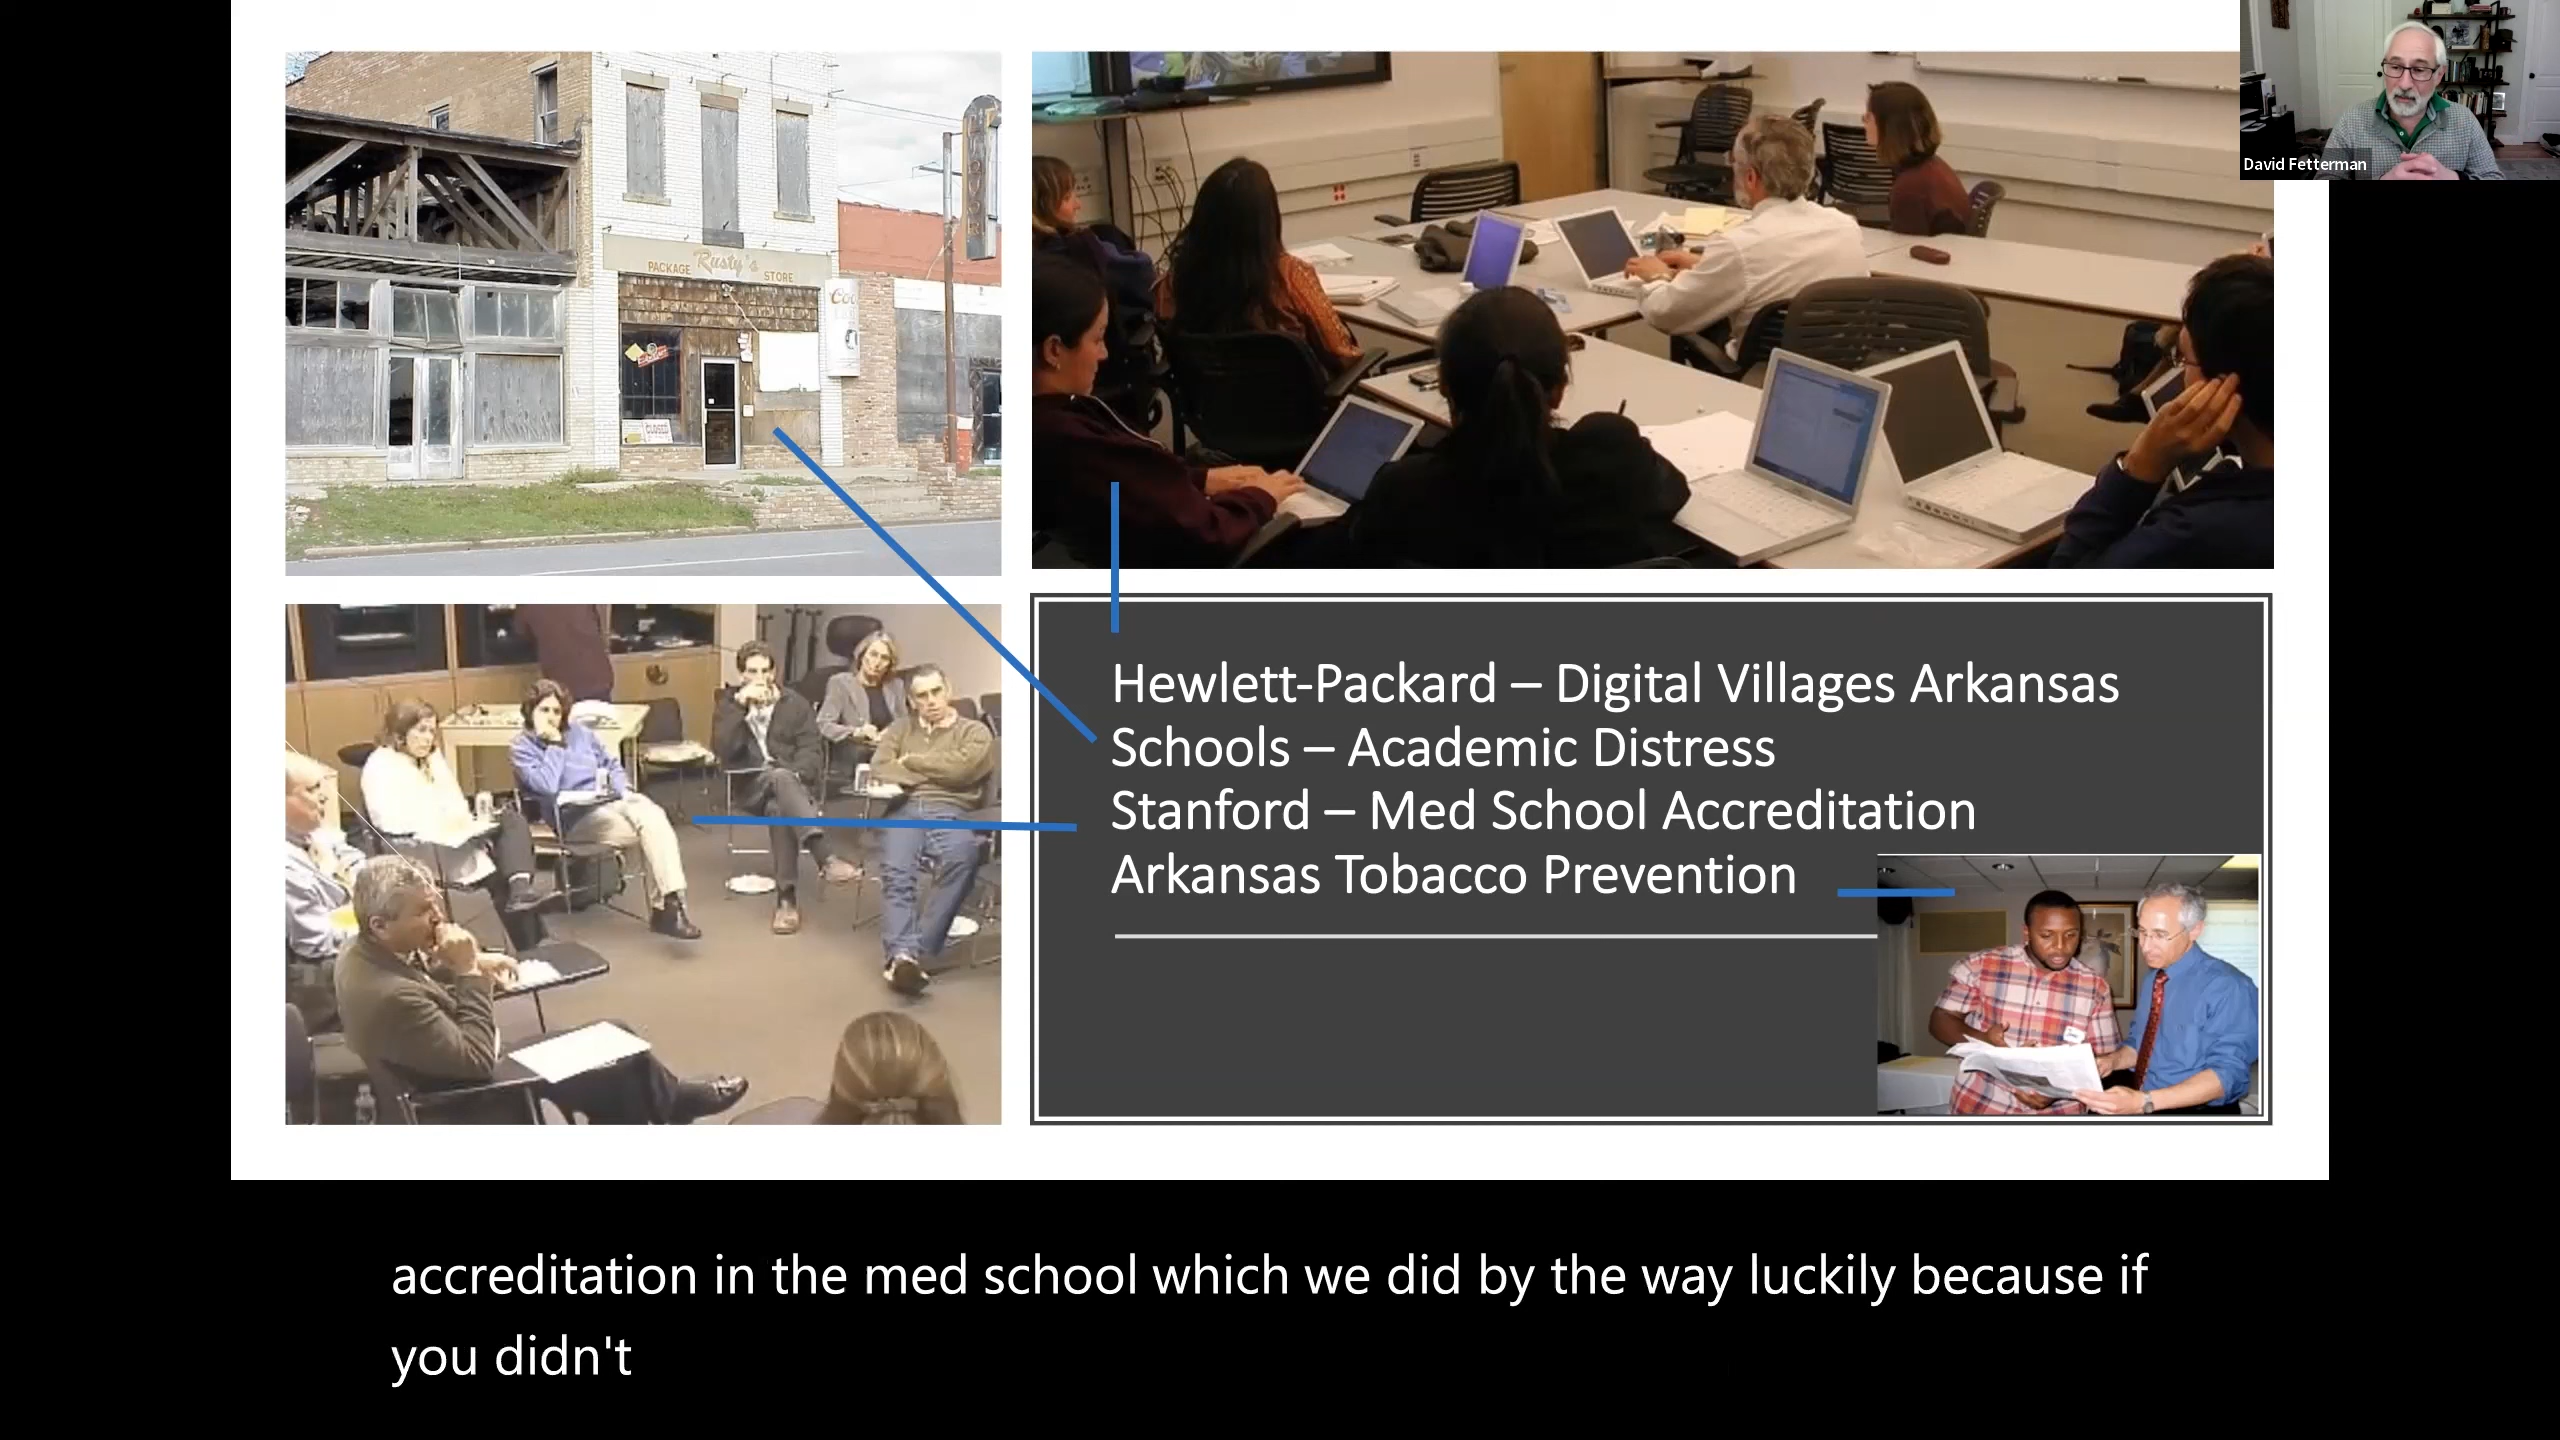 PACKAGE Rusty's STORE
CLOSED
David Fetterman
Hewlett-Packard – Digital Villages Arkansas
Schools – Academic Distress
Stanford – Med School Accreditation
Arkansas Tobacco Prevention
accreditation in the med school which we did by the way luckily because if
you didn't